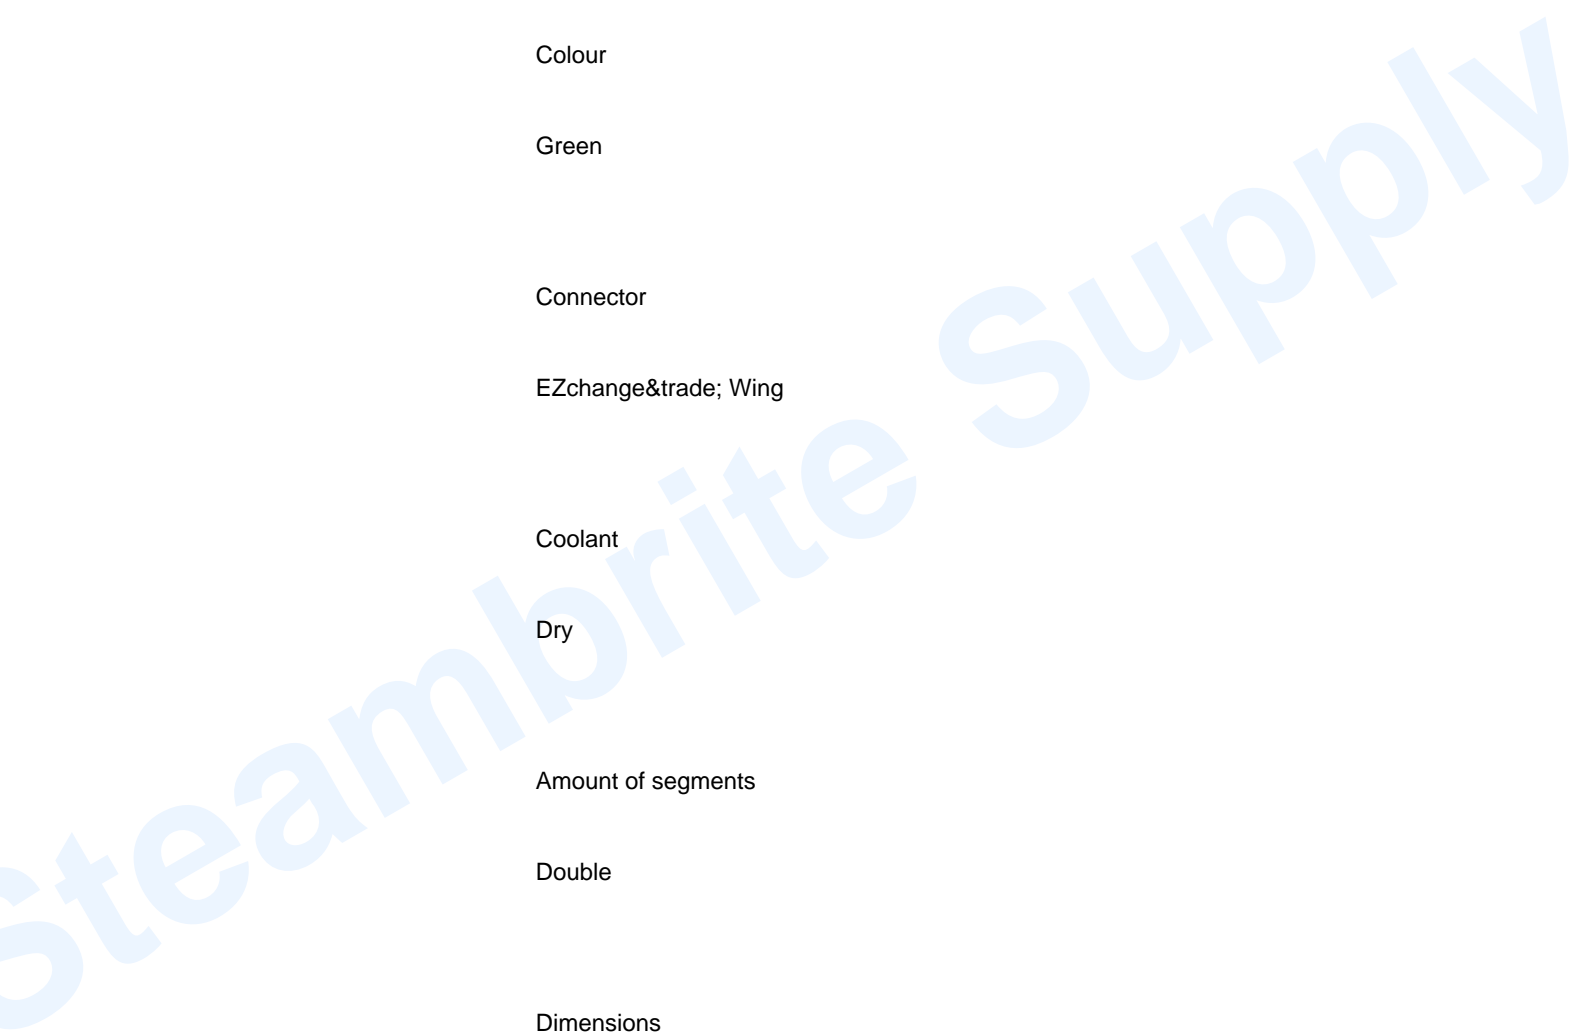 Colour
Green
Connector
EZchange&trade; Wing
Coolant
Dry
Amount of segments
Double
Dimensions
Steambrite Supply